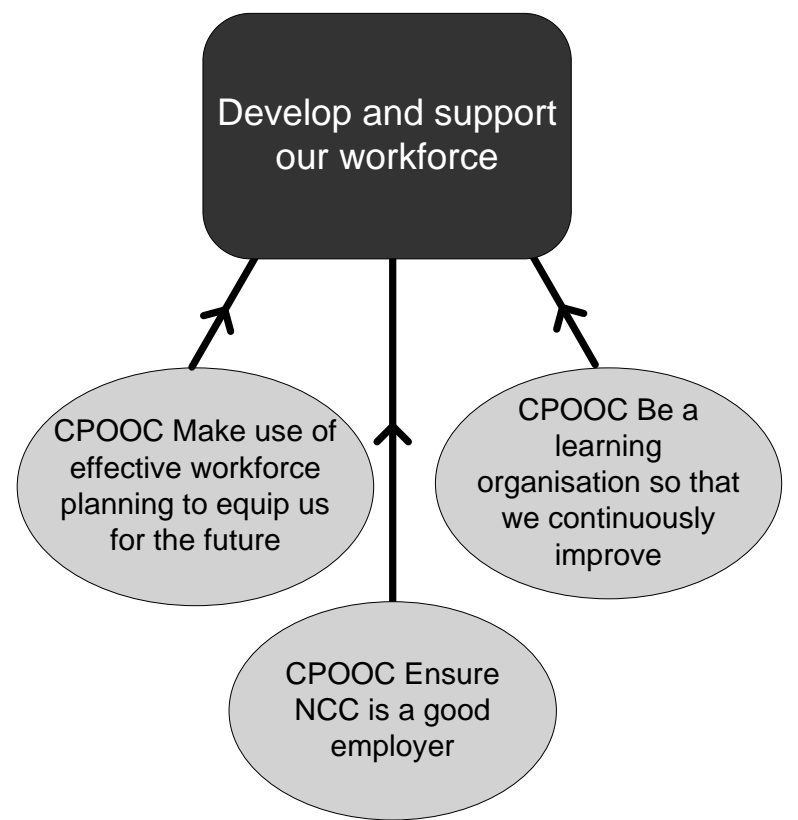 Develop and support
our workforce
CPOOC Make use of
effective workforce
planning to equip us
for the future
CPOOC Be a
learning
organisation so that
we continuously
improve
CPOOC Ensure
NCC is a good
employer